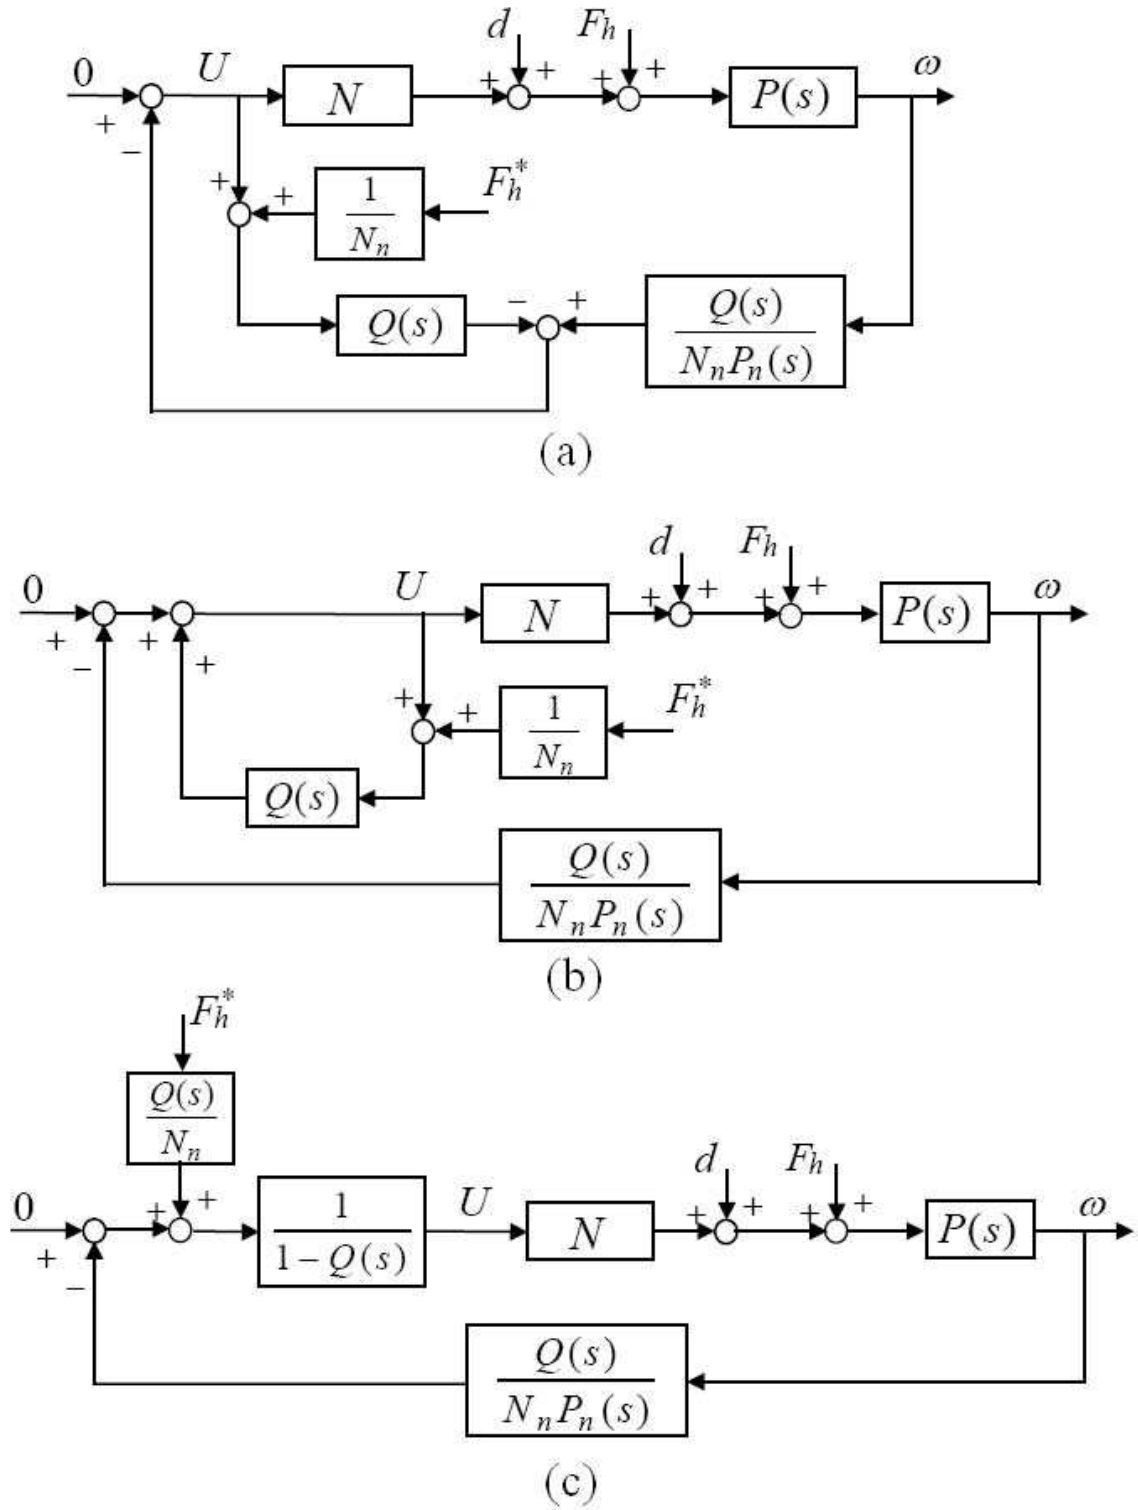 d F_h
0 U N P(s) ω
+ − + + + +
F_h^*
+ + 1/N_n
Q(s) − + Q(s)/(N_n P_n(s))
(a)
d F_h
0 U N P(s) ω
+ − + + + + + +
F_h^*
+ + 1/N_n
Q(s)
Q(s)/(N_n P_n(s))
(b)
F_h^*
Q(s)/N_n
d F_h
0 + + U ω
+ − 1/(1 − Q(s)) N + + + + P(s)
Q(s)/(N_n P_n(s))
(c)